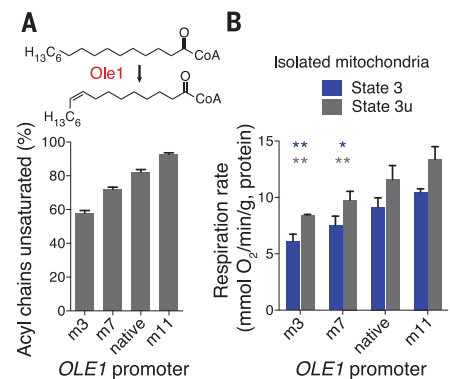 A
H₁₃C₆
O
CoA
Ole1
O
CoA
H₁₃C₆
Acyl chains unsaturated (%)
100
80
60
40
20
0
m3
m7
native
m11
OLE1 promoter
B
Isolated mitochondria
State 3
State 3u
Respiration rate
(mmol O₂/min/g, protein)
15
10
5
0
** *
** **
m3
m7
native
m11
OLE1 promoter